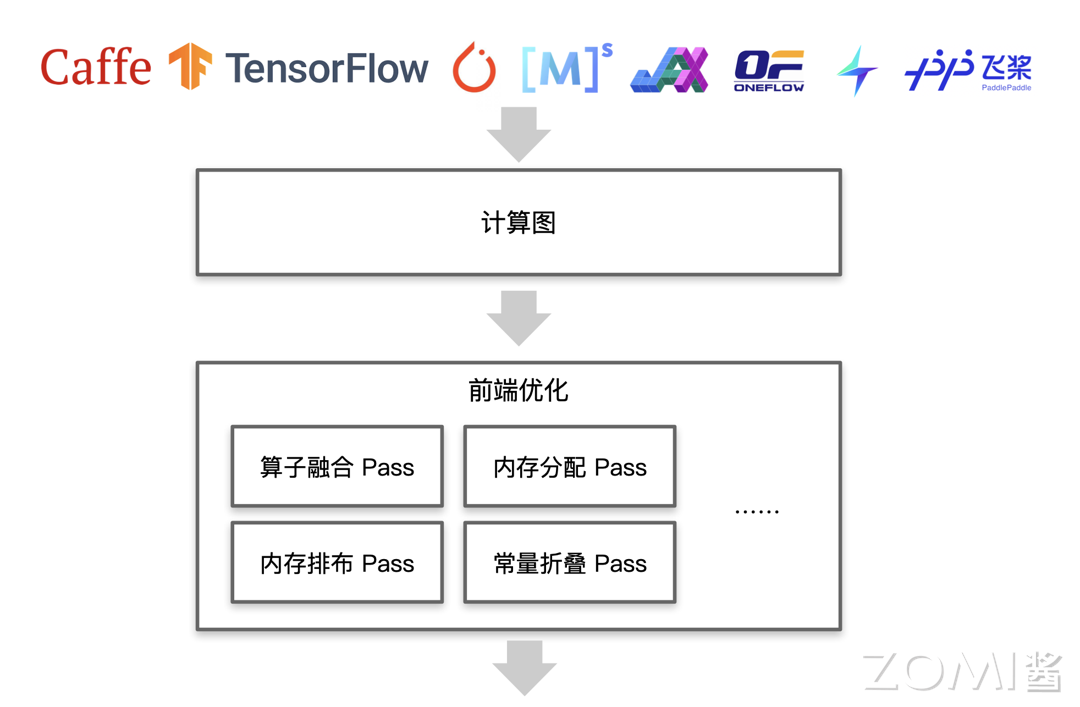 Caffe TensorFlow [M]s JAX OF ONEFLOW 飞桨 PaddlePaddle
计算图
前端优化
算子融合 Pass 内存分配 Pass
......
内存排布 Pass 常量折叠 Pass
ZOMI酱